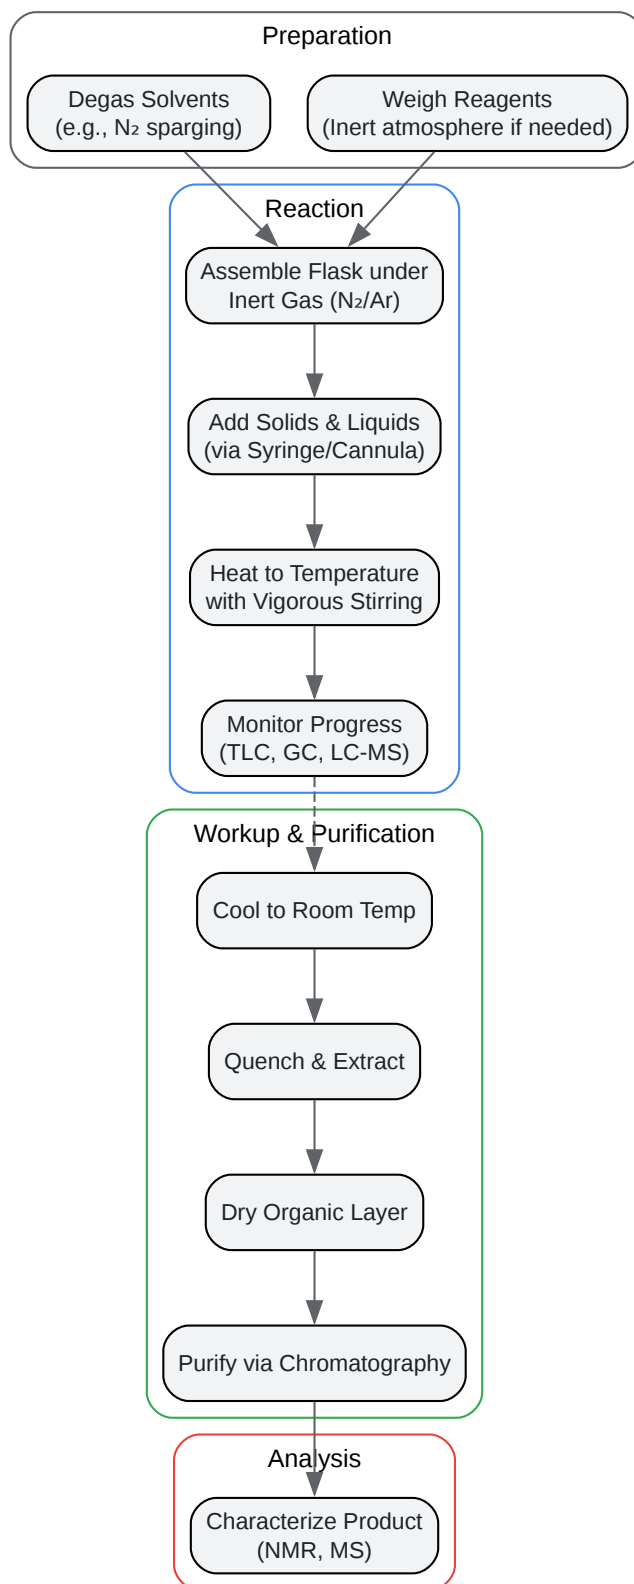 Preparation
Degas Solvents
(e.g., N₂ sparging)
Weigh Reagents
(Inert atmosphere if needed)
Reaction
Assemble Flask under
Inert Gas (N₂/Ar)
Add Solids & Liquids
(via Syringe/Cannula)
Heat to Temperature
with Vigorous Stirring
Monitor Progress
(TLC, GC, LC-MS)
Workup & Purification
Cool to Room Temp
Quench & Extract
Dry Organic Layer
Purify via Chromatography
Analysis
Characterize Product
(NMR, MS)